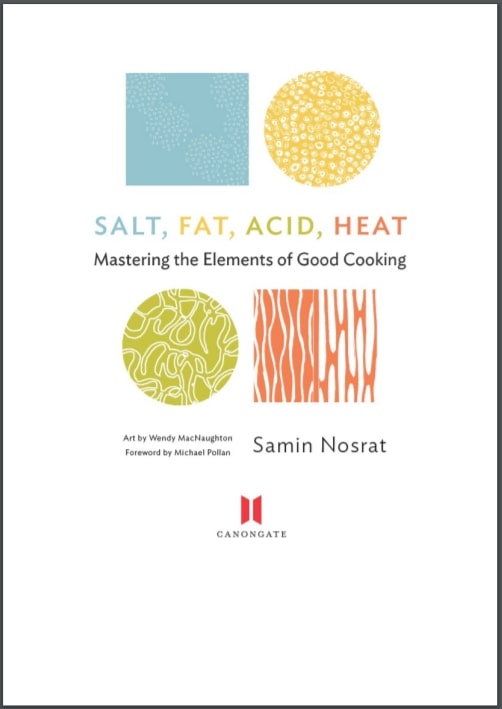 SALT, FAT, ACID, HEAT
Mastering the Elements of Good Cooking
Art by Wendy MacNaughton
Foreword by Michael Pollan
Samin Nosrat
CANONGATE